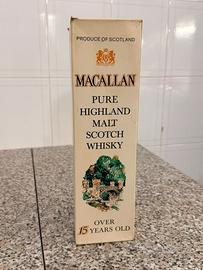 PRODUCE OF SCOTLAND
MACALLAN
PURE
HIGHLAND
MALT
SCOTCH
WHISKY
OVER
15 YEARS OLD